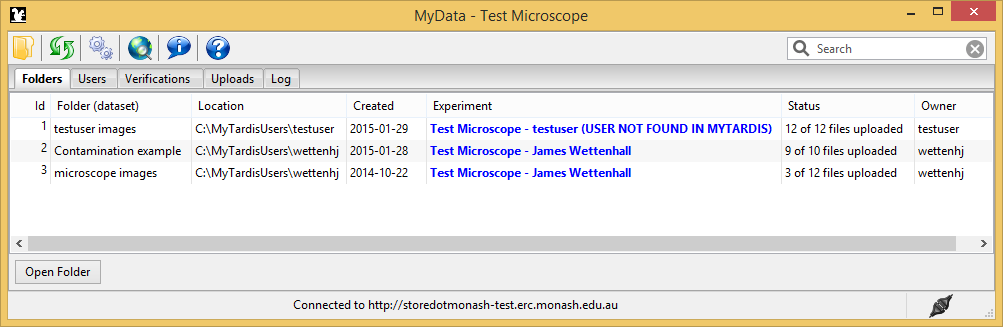 MyData - Test Microscope
Search
Folders Users Verifications Uploads Log
Id Folder (dataset) Location Created Experiment Status Owner
1 testuser images C:\MyTardisUsers\testuser 2015-01-29 Test Microscope - testuser (USER NOT FOUND IN MYTARDIS) 12 of 12 files uploaded testuser
2 Contamination example C:\MyTardisUsers\wettenhj 2015-01-28 Test Microscope - James Wettenhall 9 of 10 files uploaded wettenhj
3 microscope images C:\MyTardisUsers\wettenhj 2014-10-22 Test Microscope - James Wettenhall 3 of 12 files uploaded wettenhj
Open Folder
Connected to http://storedotmonash-test.erc.monash.edu.au